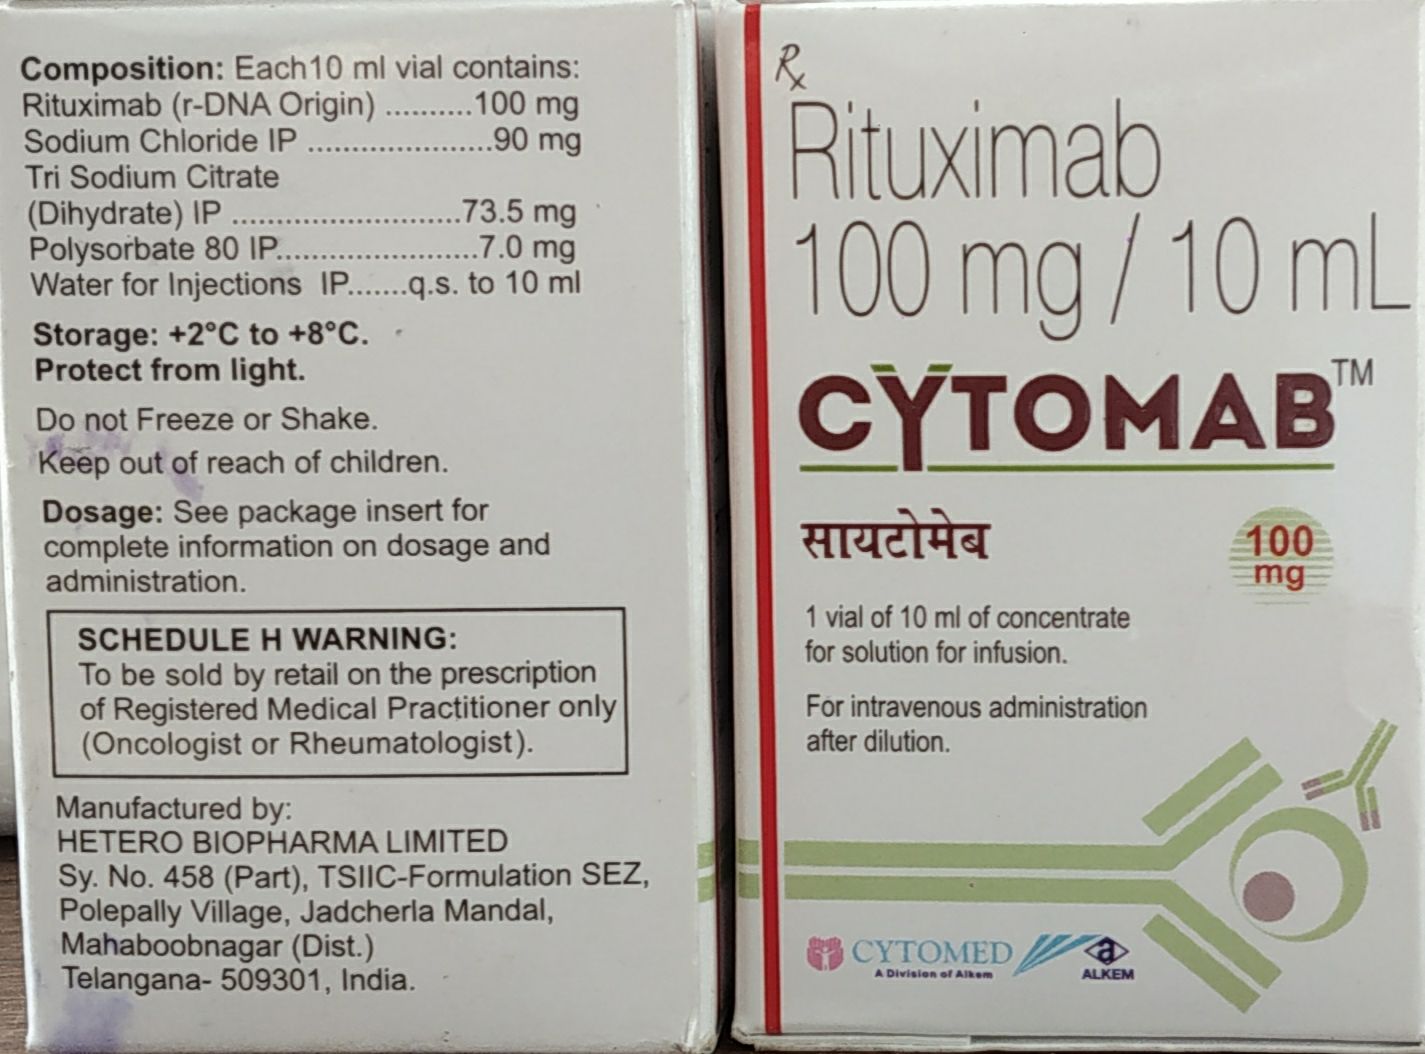 Composition: Each10 ml vial contains:
Rituximab (r-DNA Origin) ..........100 mg
Sodium Chloride IP .....................90 mg
Tri Sodium Citrate
(Dihydrate) IP ..........................73.5 mg
Polysorbate 80 IP.......................7.0 mg
Water for Injections IP.......q.s. to 10 ml
Storage: +2°C to +8°C.
Protect from light.
Do not Freeze or Shake.
Keep out of reach of children.
Dosage: See package insert for
complete information on dosage and
administration.
SCHEDULE H WARNING:
To be sold by retail on the prescription
of Registered Medical Practitioner only
(Oncologist or Rheumatologist).
Manufactured by:
HETERO BIOPHARMA LIMITED
Sy. No. 458 (Part), TSIIC-Formulation SEZ,
Polepally Village, Jadcherla Mandal,
Mahaboobnagar (Dist.)
Telangana- 509301, India.
Rx
Rituximab
100 mg / 10 mL
CYTOMAB™
सायटोमेब
100
mg
1 vial of 10 ml of concentrate
for solution for infusion.
For intravenous administration
after dilution.
CYTOMED
A Division of Alkem
a
ALKEM